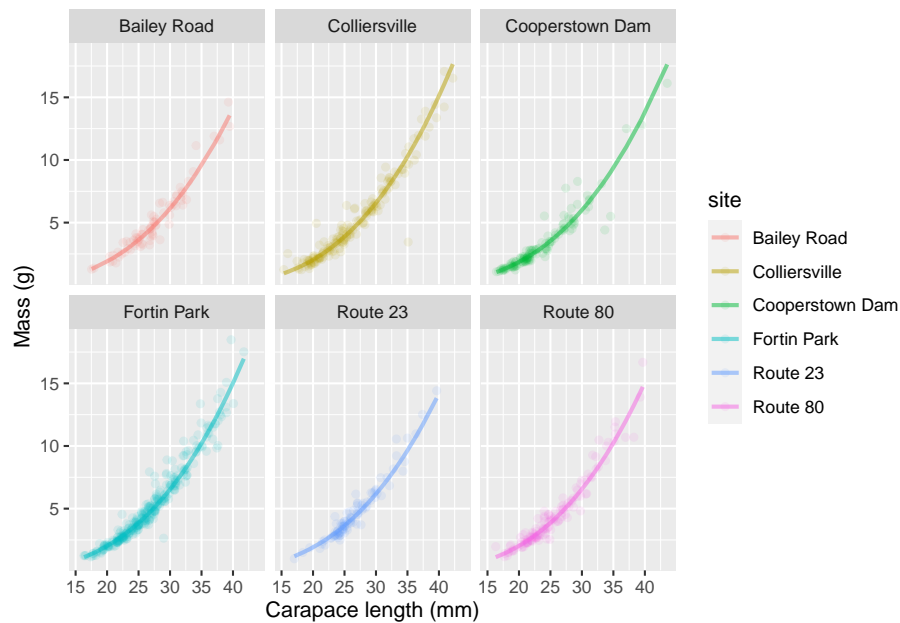 Bailey Road Colliersville Cooperstown Dam
15
10
5
Fortin Park Route 23 Route 80
15
10
5
15 20 25 30 35 40 15 20 25 30 35 40 15 20 25 30 35 40
Carapace length (mm)
Mass (g)
site
Bailey Road
Colliersville
Cooperstown Dam
Fortin Park
Route 23
Route 80